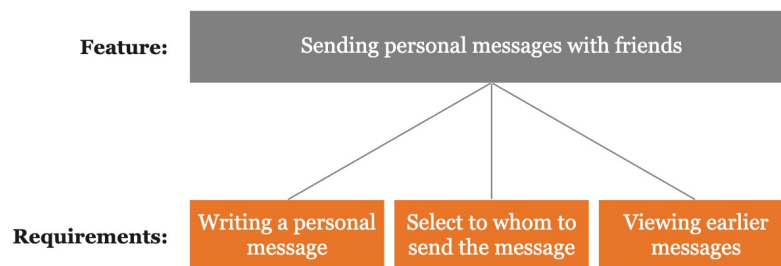 Feature:
Sending personal messages with friends
Requirements:
Writing a personal
message
Select to whom to
send the message
Viewing earlier
messages